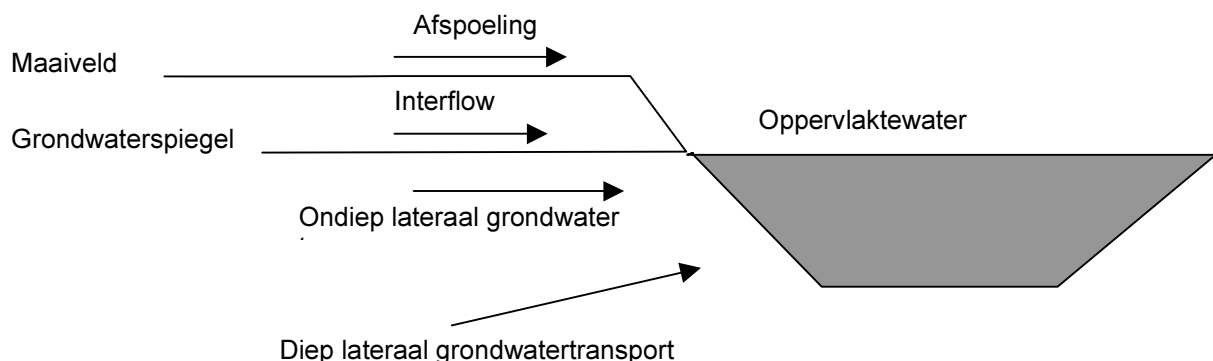 Afspoeling
Maaiveld
Interflow
Oppervlaktewater
Grondwaterspiegel
Ondiep lateraal grondwater
Diep lateraal grondwatertransport